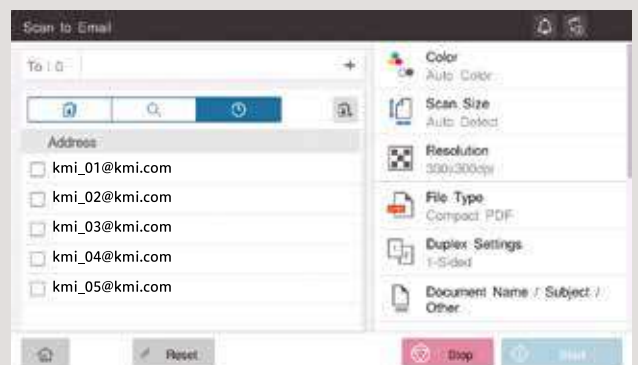 Scan to Email
To : 0
+
Address
kmi_01@kmi.com
kmi_02@kmi.com
kmi_03@kmi.com
kmi_04@kmi.com
kmi_05@kmi.com
Color
Auto Color
Scan Size
Auto Detect
Resolution
300x300dpi
File Type
Compact PDF
Duplex Settings
1-Sided
Document Name / Subject /
Other
Reset
Stop
Start